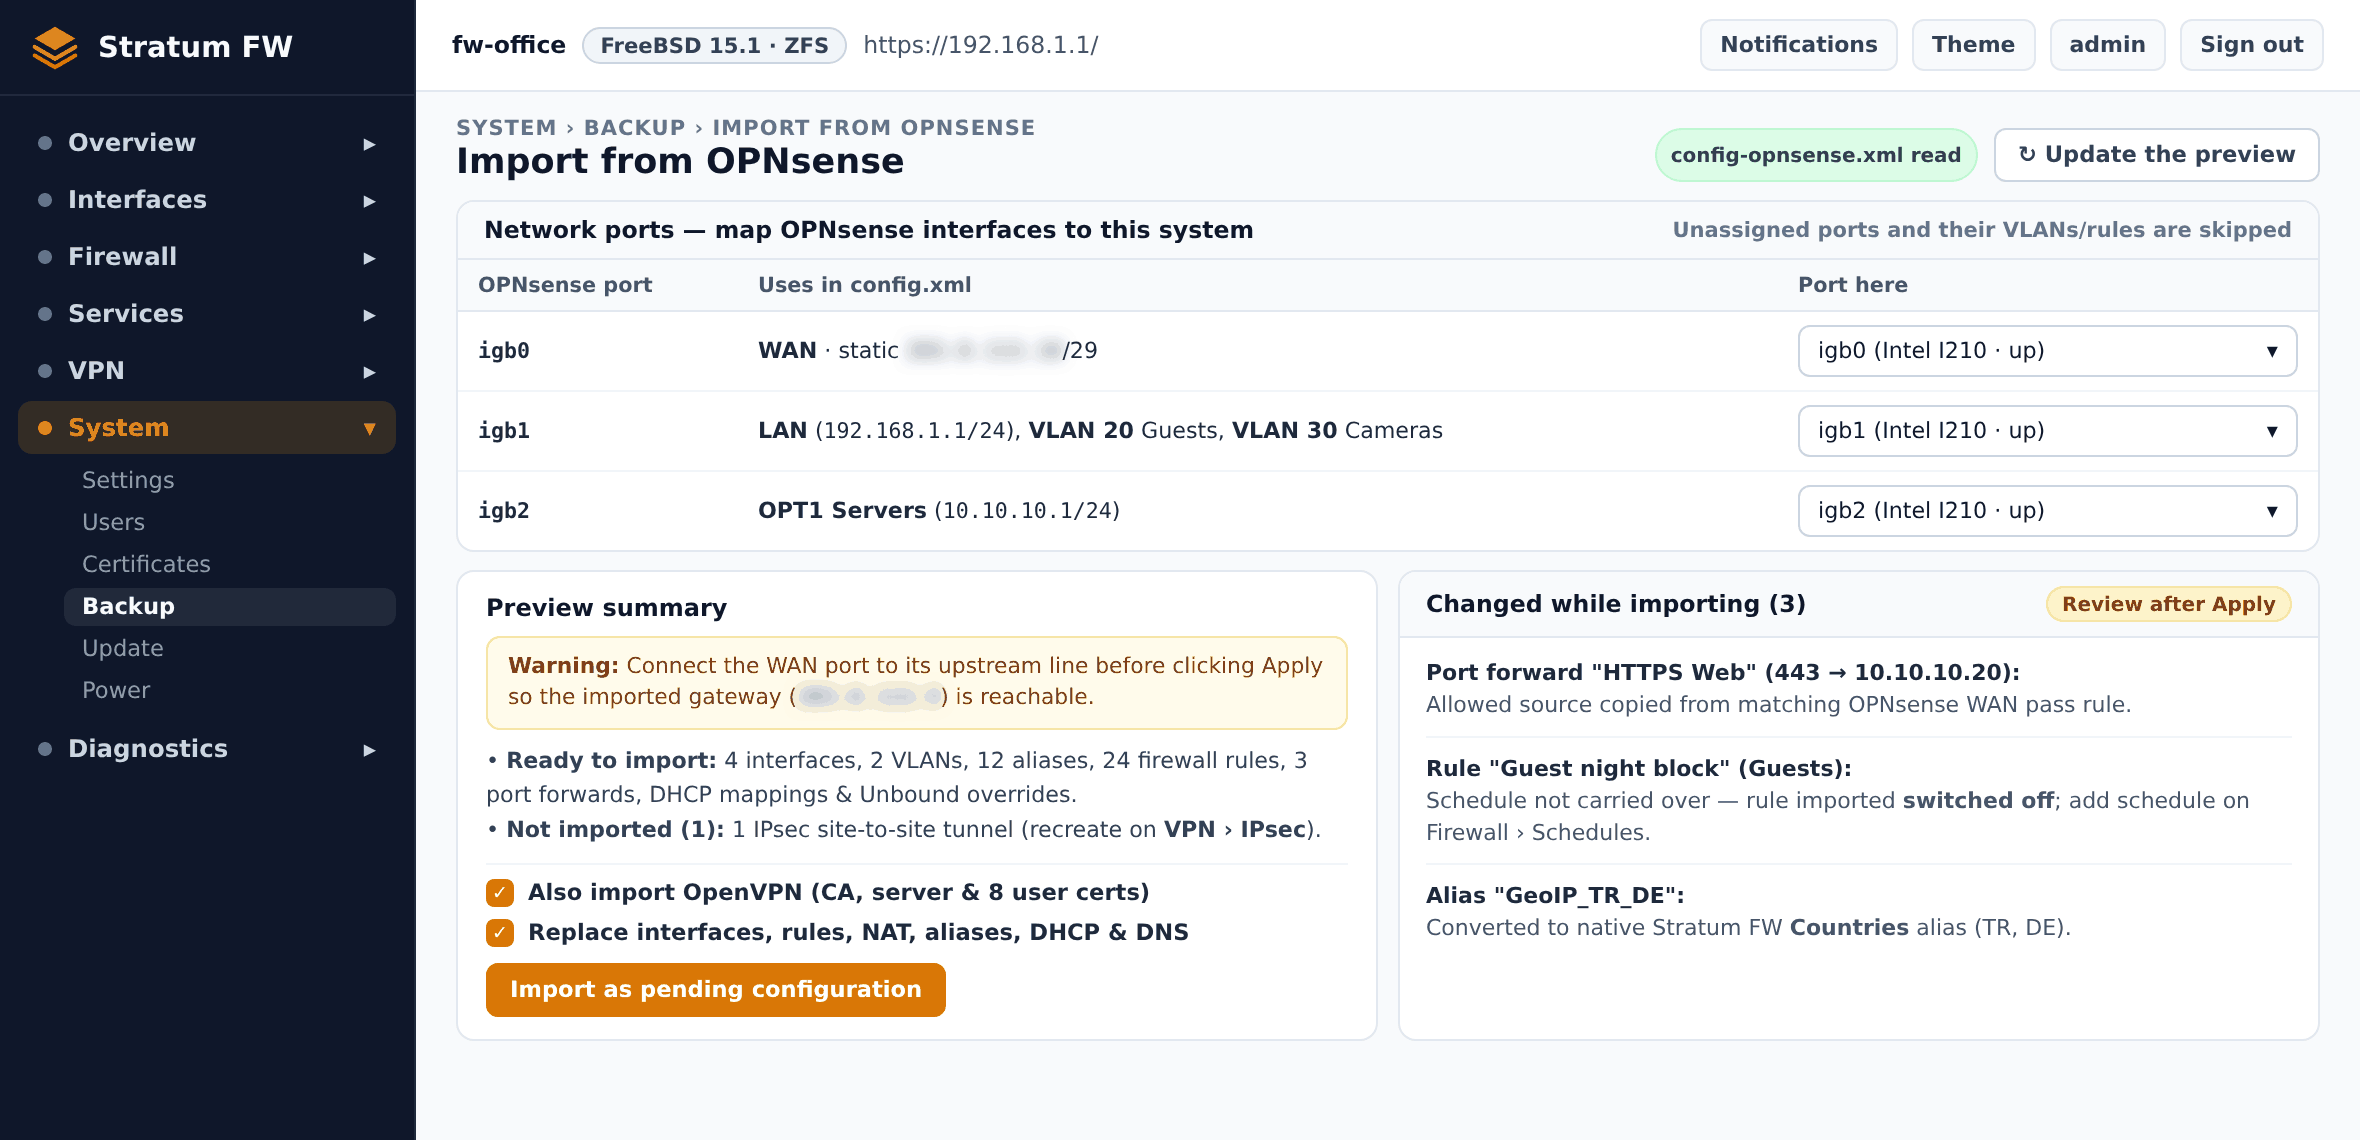 Stratum FW
Overview
Interfaces
Firewall
Services
VPN
System
Settings
Users
Certificates
Backup
Update
Power
Diagnostics
fw-office FreeBSD 15.1 · ZFS https://192.168.1.1/
Notifications Theme admin Sign out
SYSTEM › BACKUP › IMPORT FROM OPNSENSE
Import from OPNsense
config-opnsense.xml read ↻ Update the preview
Network ports — map OPNsense interfaces to this system Unassigned ports and their VLANs/rules are skipped
OPNsense port Uses in config.xml Port here
igb0 WAN · static /29 igb0 (Intel I210 · up)
igb1 LAN (192.168.1.1/24), VLAN 20 Guests, VLAN 30 Cameras igb1 (Intel I210 · up)
igb2 OPT1 Servers (10.10.10.1/24) igb2 (Intel I210 · up)
Preview summary
Warning: Connect the WAN port to its upstream line before clicking Apply
so the imported gateway ( ) is reachable.
• Ready to import: 4 interfaces, 2 VLANs, 12 aliases, 24 firewall rules, 3
port forwards, DHCP mappings & Unbound overrides.
• Not imported (1): 1 IPsec site-to-site tunnel (recreate on VPN › IPsec).
✓ Also import OpenVPN (CA, server & 8 user certs)
✓ Replace interfaces, rules, NAT, aliases, DHCP & DNS
Import as pending configuration
Changed while importing (3) Review after Apply
Port forward "HTTPS Web" (443 → 10.10.10.20):
Allowed source copied from matching OPNsense WAN pass rule.
Rule "Guest night block" (Guests):
Schedule not carried over — rule imported switched off; add schedule on
Firewall › Schedules.
Alias "GeoIP_TR_DE":
Converted to native Stratum FW Countries alias (TR, DE).